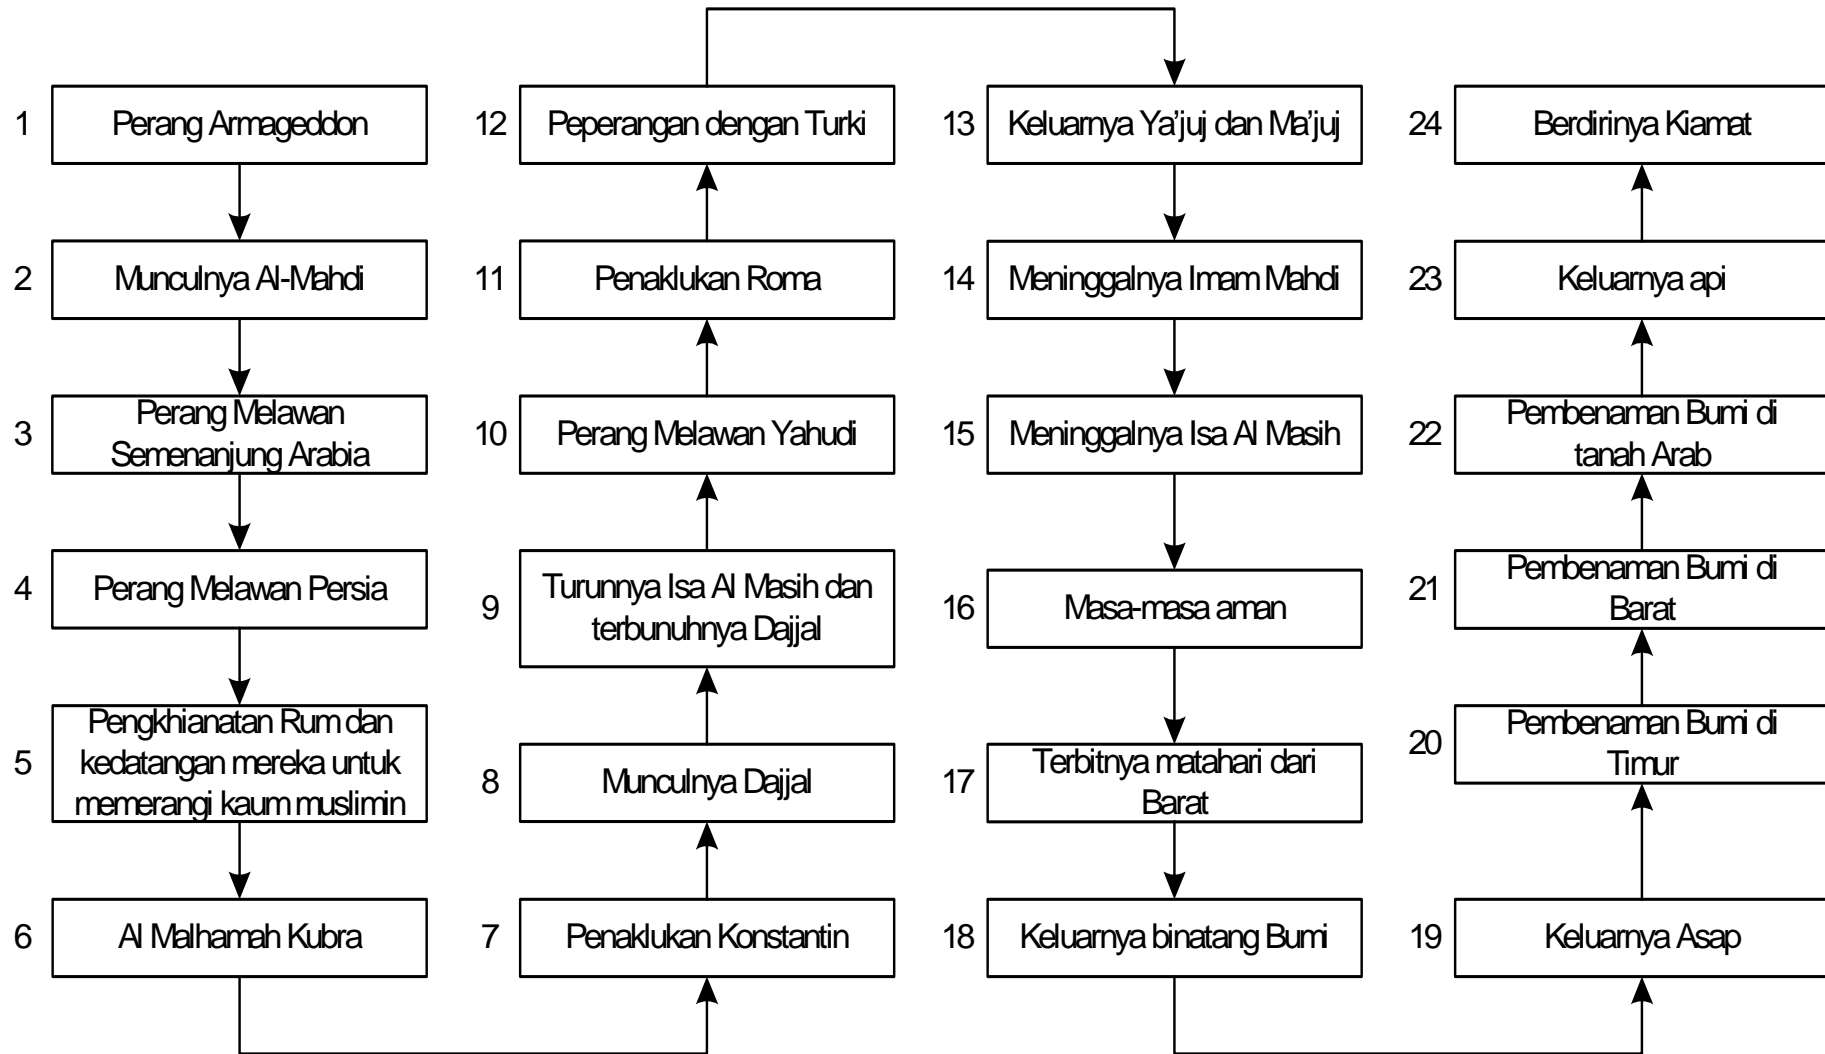 1 Perang Armageddon
2 Munculnya Al-Mahdi
3 Perang Melawan
Semenanjung Arabia
4 Perang Melawan Persia
5 Pengkhianatan Rum dan
kedatangan mereka untuk
memerangi kaum muslimin
6 Al Malhamah Kubra
7 Penaklukan Konstantin
8 Munculnya Dajjal
9 Turunnya Isa Al Masih dan
terbunuhnya Dajjal
10 Perang Melawan Yahudi
11 Penaklukan Roma
12 Peperangan dengan Turki
13 Keluarnya Ya’juj dan Ma’juj
14 Meninggalnya Imam Mahdi
15 Meninggalnya Isa Al Masih
16 Masa-masa aman
17 Terbitnya matahari dari
Barat
18 Keluarnya binatang Bumi
19 Keluarnya Asap
20 Pembenaman Bumi di
Timur
21 Pembenaman Bumi di
Barat
22 Pembenaman Bumi di
tanah Arab
23 Keluarnya api
24 Berdirinya Kiamat